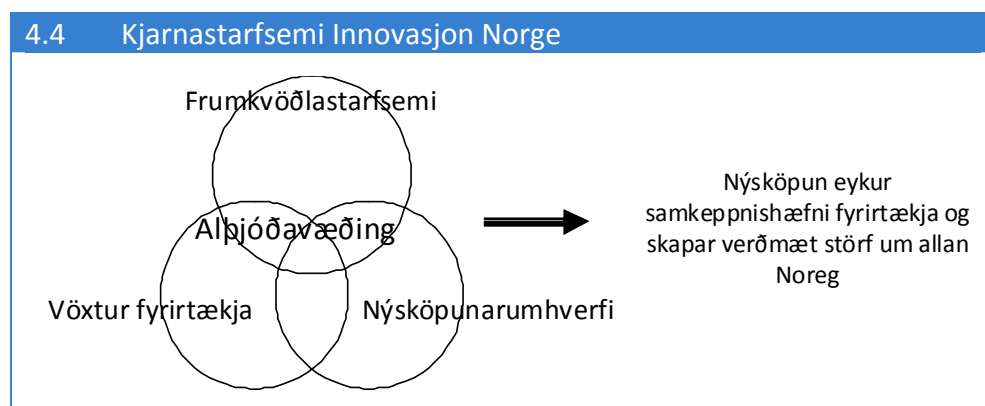 4.4 Kjarnastarfsemi Innovasjon Norge
Frumkvöðlastarfsemi
Alþjóðavæðing
Vöxtur fyrirtækja
Nýsköpunarumhverfi
Nýsköpun eykur
samkeppnishæfni fyrirtækja og
skapar verðmæt störf um allan
Noreg